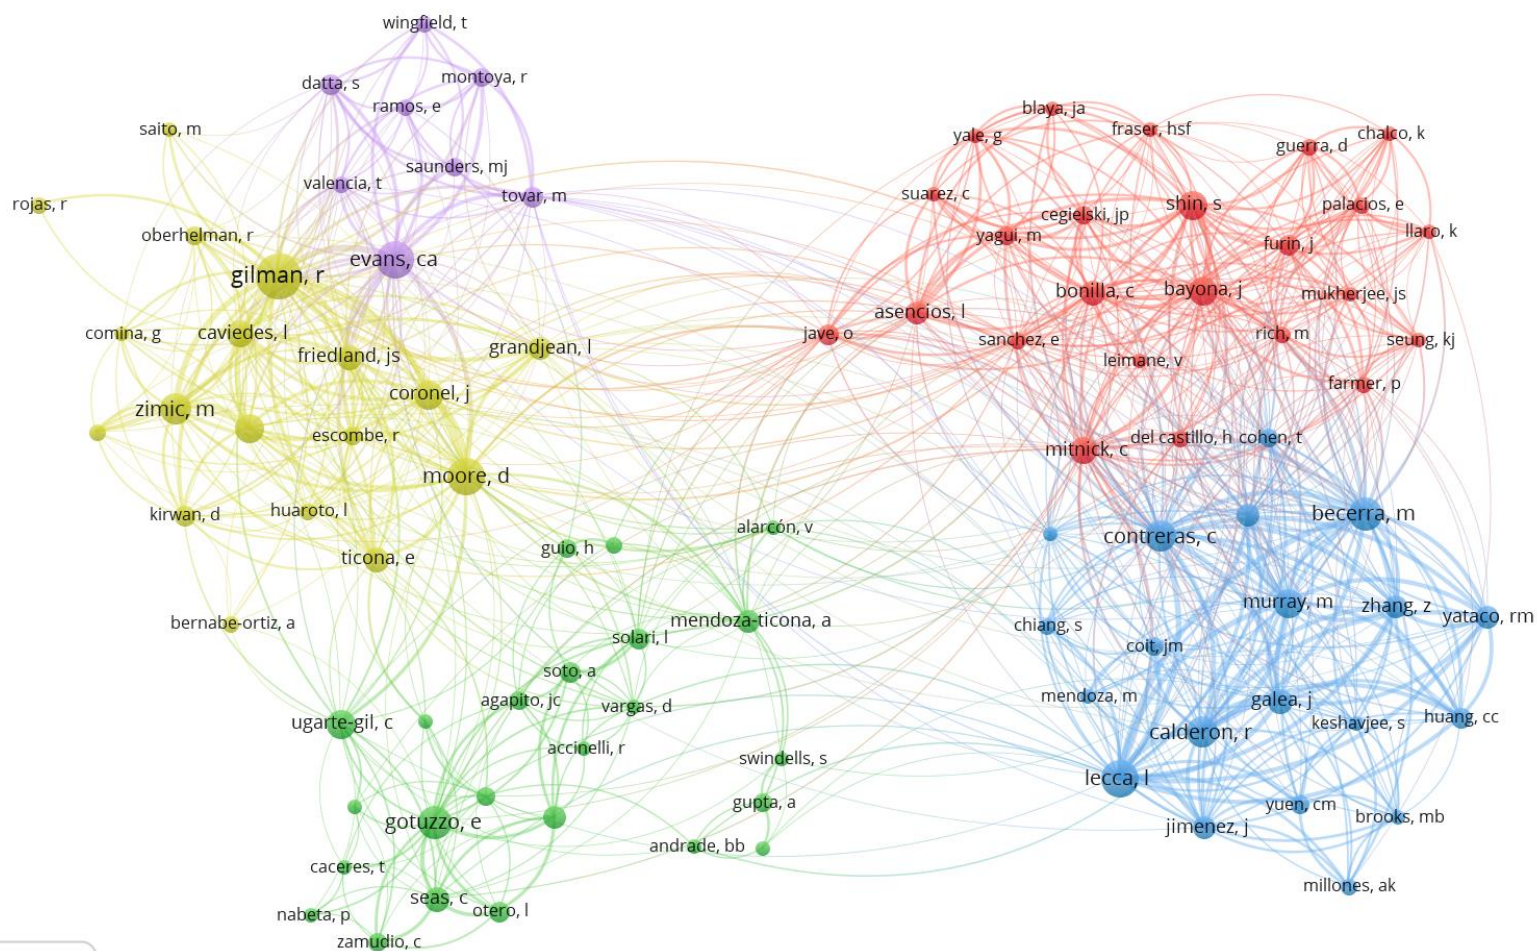 wingfield, t
datta, s
montoya, r
ramos, e
saito, m
saunders, mj
valencia, t
tovar, m
rojas, r
oberhelman, r
gilman, r
evans, ca
comina, g
caviedes, l
friedland, js
grandjean, l
coronel, j
zimic, m
escombe, r
moore, d
kirwan, d
huaroto, l
ticona, e
bernabe-ortiz, a
blaya, ja
yale, g
fraser, hsf
guerra, d
chalco, k
suarez, c
cegielski, jp
shin, s
palacios, e
yagui, m
furin, j
llaro, k
bonilla, c
bayona, j
mukherjee, js
asencios, l
jave, o
sanchez, e
rich, m
seung, kj
leimane, v
farmer, p
mitnick, c
del castillo, h
cohen, t
becerra, m
contreras, c
murray, m
zhang, z
yataco, rm
chiang, s
coit, jm
mendoza, m
galea, j
keshavjee, s
huang, cc
calderon, r
lecca, l
yuen, cm
brooks, mb
jimenez, j
millones, ak
alarcón, v
guio, h
mendoza-ticona, a
solari, l
soto, a
agapito, jc
vargas, d
ugarte-gil, c
accinelli, r
swindells, s
gupta, a
gotuzzo, e
andrade, bb
caceres, t
seas, c
otero, l
nabeta, p
zamudio, c